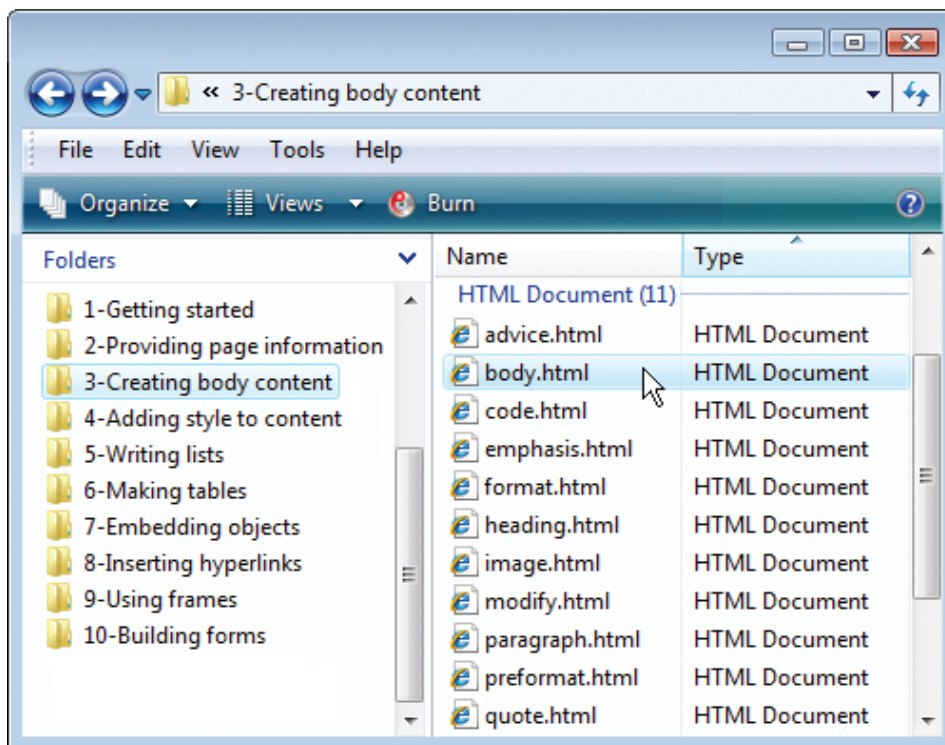 « 3-Creating body content
File Edit View Tools Help
Organize Views Burn ?
Folders
1-Getting started
2-Providing page information
3-Creating body content
4-Adding style to content
5-Writing lists
6-Making tables
7-Embedding objects
8-Inserting hyperlinks
9-Using frames
10-Building forms
Name Type
HTML Document (11)
advice.html HTML Document
body.html HTML Document
code.html HTML Document
emphasis.html HTML Document
format.html HTML Document
heading.html HTML Document
image.html HTML Document
modify.html HTML Document
paragraph.html HTML Document
preformat.html HTML Document
quote.html HTML Document